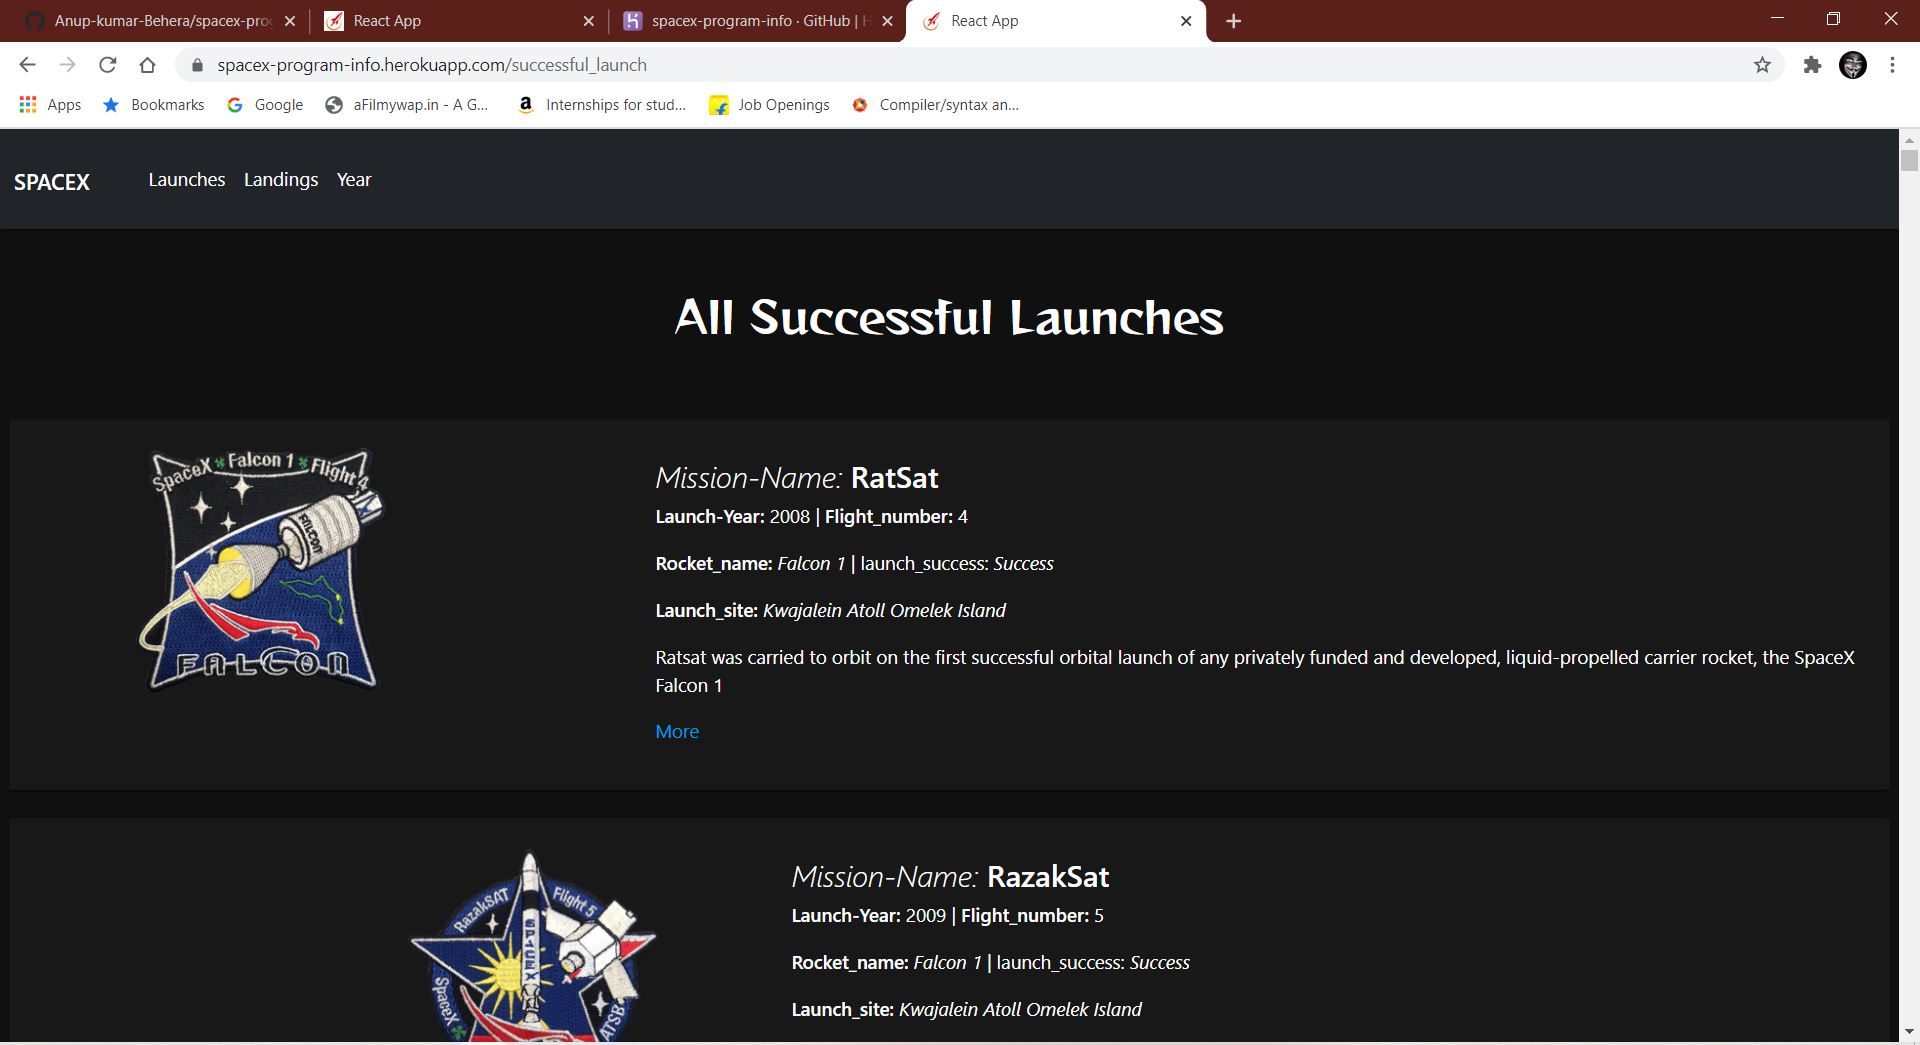 Anup-kumar-Behera/spacex-pro
React App
spacex-program-info · GitHub | H
React App
spacex-program-info.herokuapp.com/successful_launch
Apps
Bookmarks
Google
aFilmywap.in - A G...
Internships for stud...
Job Openings
Compiler/syntax an...
SPACEX
Launches
Landings
Year
All Successful Launches
SpaceX Falcon 1 Flight 4
FALCON
FALCON
Mission-Name: RatSat
Launch-Year: 2008 | Flight_number: 4
Rocket_name: Falcon 1 | launch_success: Success
Launch_site: Kwajalein Atoll Omelek Island
Ratsat was carried to orbit on the first successful orbital launch of any privately funded and developed, liquid-propelled carrier rocket, the SpaceX
Falcon 1
More
RazakSAT
Flight 5
SPACEX
SpaceX
ATSB
Mission-Name: RazakSat
Launch-Year: 2009 | Flight_number: 5
Rocket_name: Falcon 1 | launch_success: Success
Launch_site: Kwajalein Atoll Omelek Island